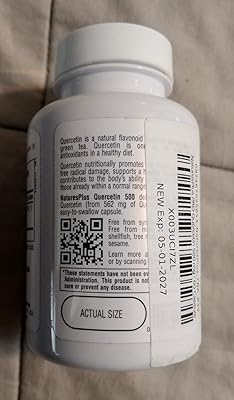 Quercetin is a natural flavonoid
green tea. Quercetin is one
antioxidants in a healthy diet.
Quercetin nutritionally promotes
free radical damage, supports a h
contributes to the body's ability
those already within a normal range
NaturesPlus Quercetin 500 del
Quercetin (from 562 mg of Que
easy-to-swallow capsule.
Free from
Free from
shellfish, tree n
sesame.
Learn more a
or by scanning
*These statements have not been ev
Administration. This product is not
cure or prevent any disease.
ACTUAL SIZE
X003UCI7ZL
NEW Exp: 05-01-2027